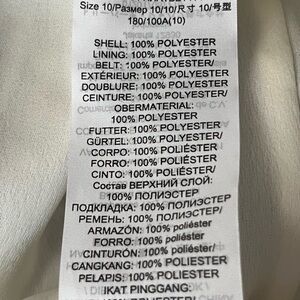 Size 10/Размер 10/10/尺寸 10/号型
180/100A(10)
SHELL: 100% POLYESTER
LINING: 100% POLYESTER
BELT: 100% POLYESTER/
EXTÉRIEUR: 100% POLYESTER
DOUBLURE: 100% POLYESTER
CEINTURE: 100% POLYESTER/
OBERMATERIAL:
100% POLYESTER
FUTTER: 100% POLYESTER
GÜRTEL: 100% POLYESTER/
CORPO: 100% POLIÉSTER
FORRO: 100% POLIÉSTER
CINTO: 100% POLIÉSTER/
Состав ВЕРХНИЙ СЛОЙ:
100% ПОЛИЭСТЕР
ПОДКЛАДКА: 100% ПОЛИЭСТЕР
РЕМЕНЬ: 100% ПОЛИЭСТЕР/
ARMAZÓN: 100% poliéster
FORRO: 100% poliéster
CINTURÓN: 100% poliéster/
CANGKANG: 100% POLIESTER
PELAPIS: 100% POLIESTER
IKAT PINGGANG:
100% POLIESTER/